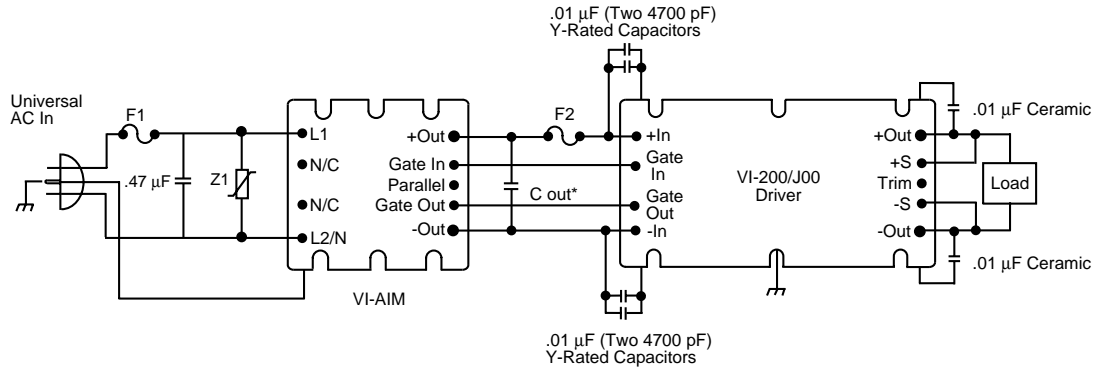 .01 μF (Two 4700 pF)
Y-Rated Capacitors
Universal
AC In
F1
.47 μF
Z1
L1
N/C
N/C
L2/N
+Out
Gate In
Parallel
Gate Out
-Out
VI-AIM
F2
C out*
+In
Gate
In
Gate
Out
-In
VI-200/J00
Driver
+Out
+S
Trim
-S
-Out
.01 μF Ceramic
Load
.01 μF Ceramic
.01 μF (Two 4700 pF)
Y-Rated Capacitors